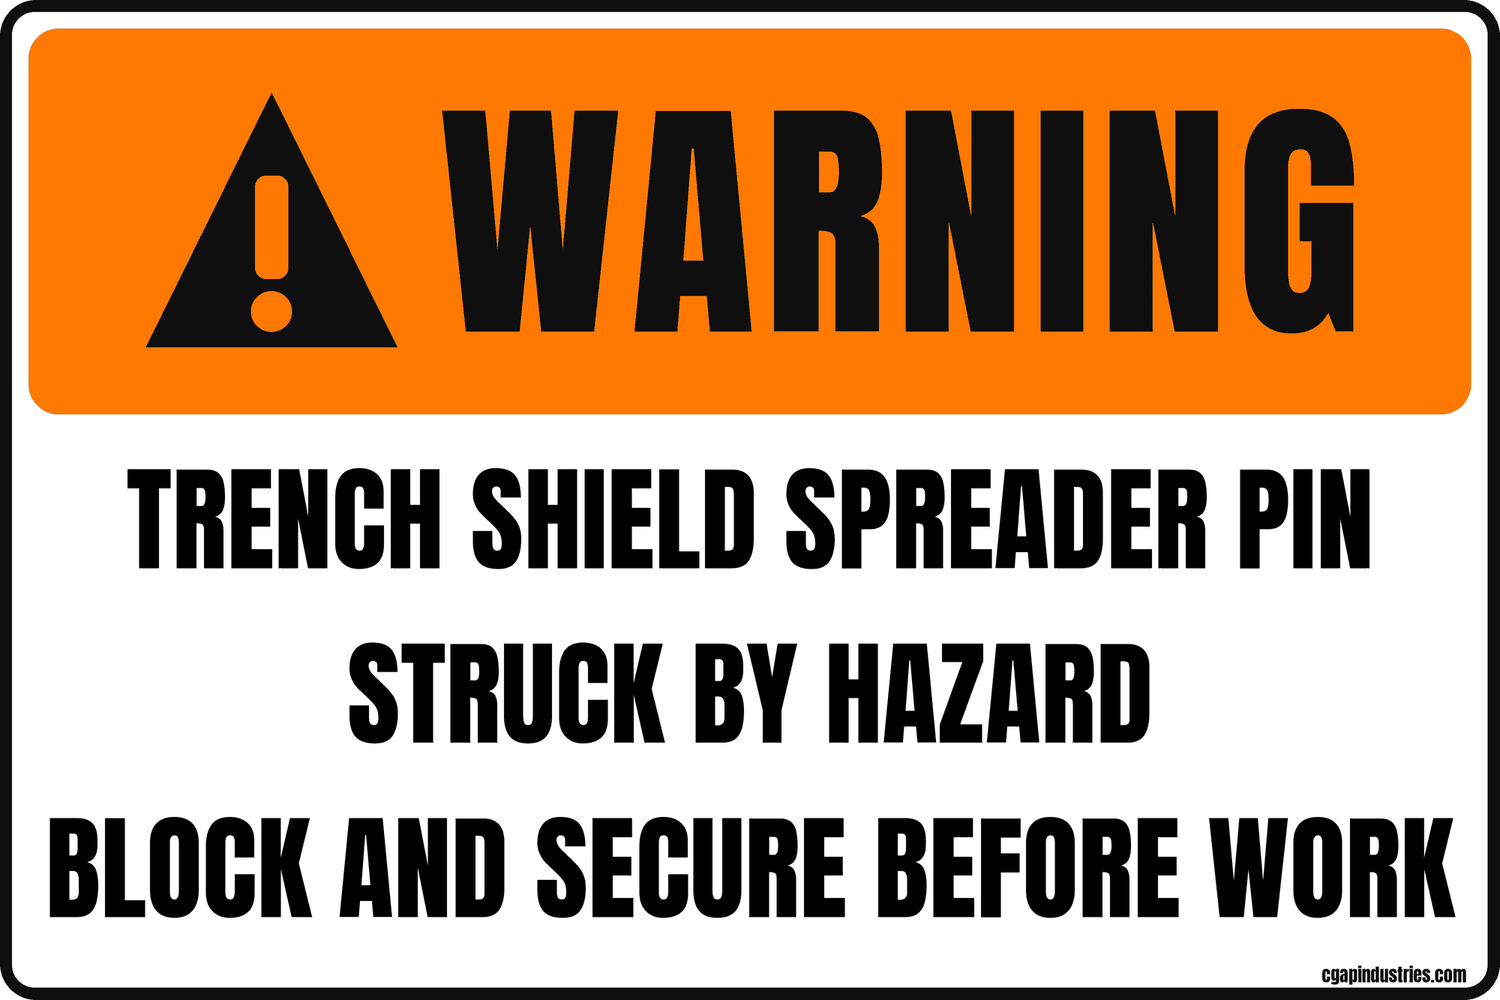 WARNING
TRENCH SHIELD SPREADER PIN
STRUCK BY HAZARD
BLOCK AND SECURE BEFORE WORK
cgapindustries.com